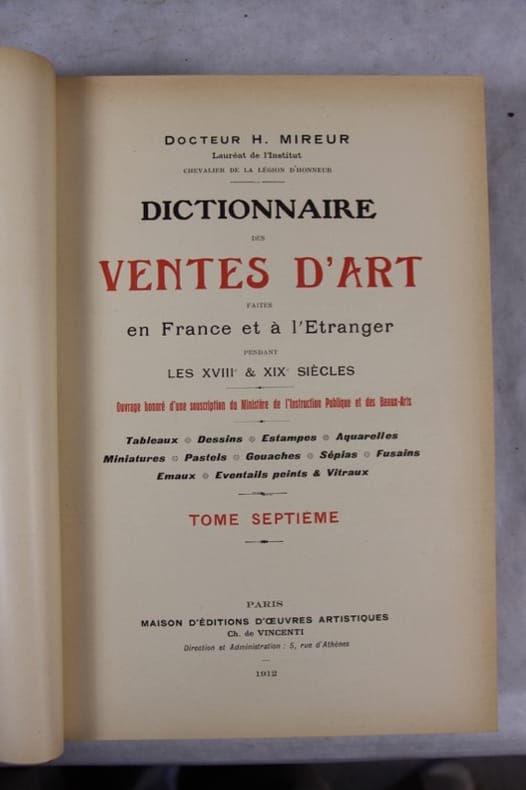 DOCTEUR H. MIREUR
Lauréat de l'Institut
CHEVALIER DE LA LÉGION D'HONNEUR
DICTIONNAIRE
DES
VENTES D'ART
FAITES
en France et à l'Etranger
PENDANT
LES XVIIIe & XIXe SIÈCLES
Ouvrage honoré d'une souscription du Ministère de l'Instruction Publique et des Beaux-Arts
Tableaux ❁ Dessins ❁ Estampes ❁ Aquarelles
Miniatures ❁ Pastels ❁ Gouaches ❁ Sépias ❁ Fusains
Emaux ❁ Eventails peints & Vitraux
TOME SEPTIÈME
PARIS
MAISON D'ÉDITIONS D'ŒUVRES ARTISTIQUES
Ch. de VINCENTI
Direction et Administration : 5, rue d'Athènes
1912